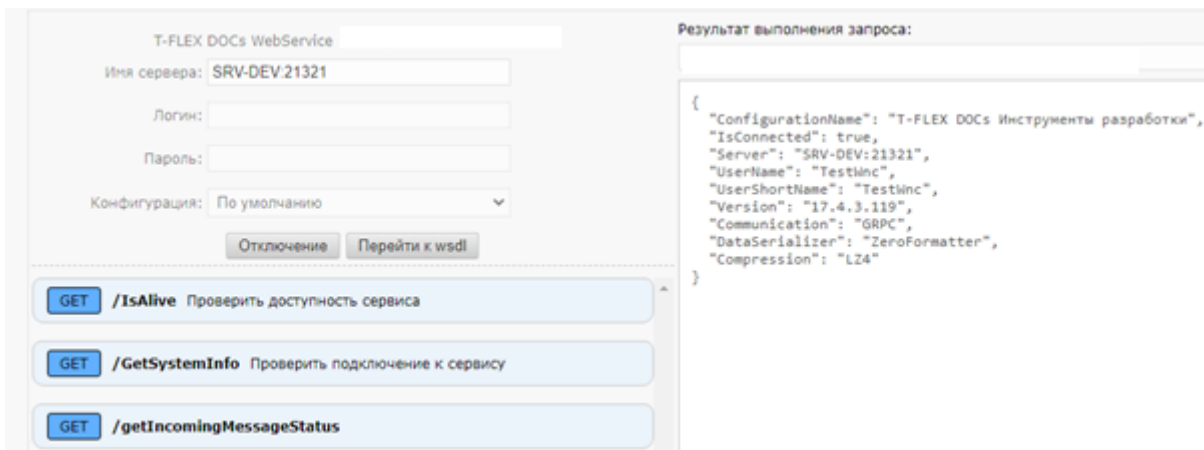 T-FLEX DOCs WebService
Имя сервера: SRV-DEV:21321
Логин:
Пароль:
Конфигурация: По умолчанию
Отключение Перейти к wsdl
GET /IsAlive Проверить доступность сервиса
GET /GetSystemInfo Проверить подключение к сервису
GET /getIncomingMessageStatus
Результат выполнения запроса:
{
"ConfigurationName": "T-FLEX DOCs Инструменты разработки",
"IsConnected": true,
"Server": "SRV-DEV:21321",
"UserName": "TestWnc",
"UserShortName": "TestWnc",
"Version": "17.4.3.119",
"Communication": "GRPC",
"DataSerializer": "ZeroFormatter",
"Compression": "LZ4"
}